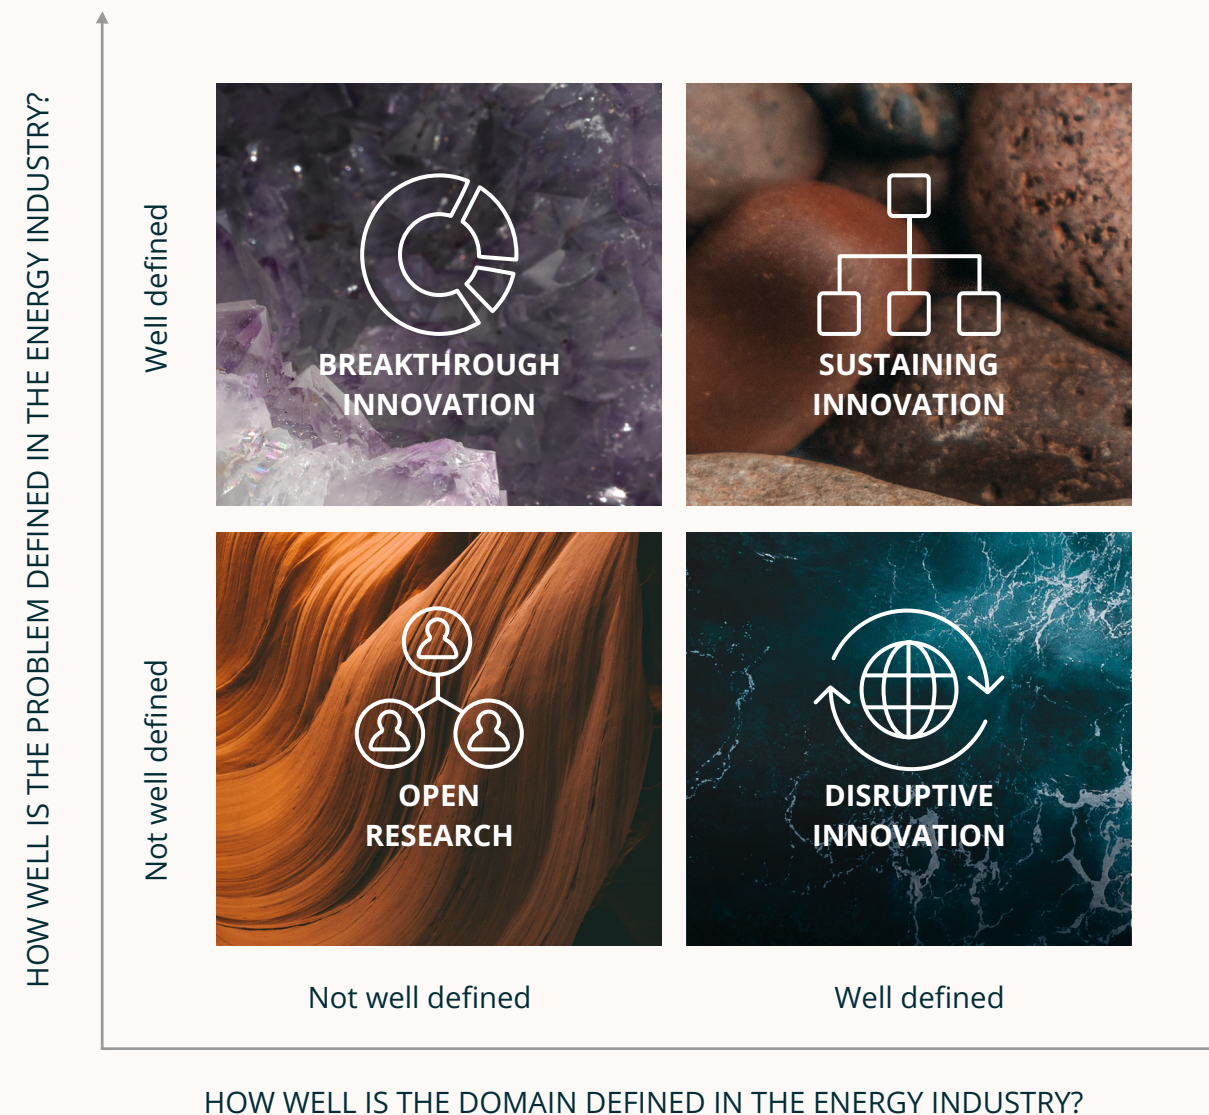 HOW WELL IS THE PROBLEM DEFINED IN THE ENERGY INDUSTRY?
Well defined
BREAKTHROUGH
INNOVATION
SUSTAINING
INNOVATION
Not well defined
OPEN
RESEARCH
DISRUPTIVE
INNOVATION
Not well defined
Well defined
HOW WELL IS THE DOMAIN DEFINED IN THE ENERGY INDUSTRY?